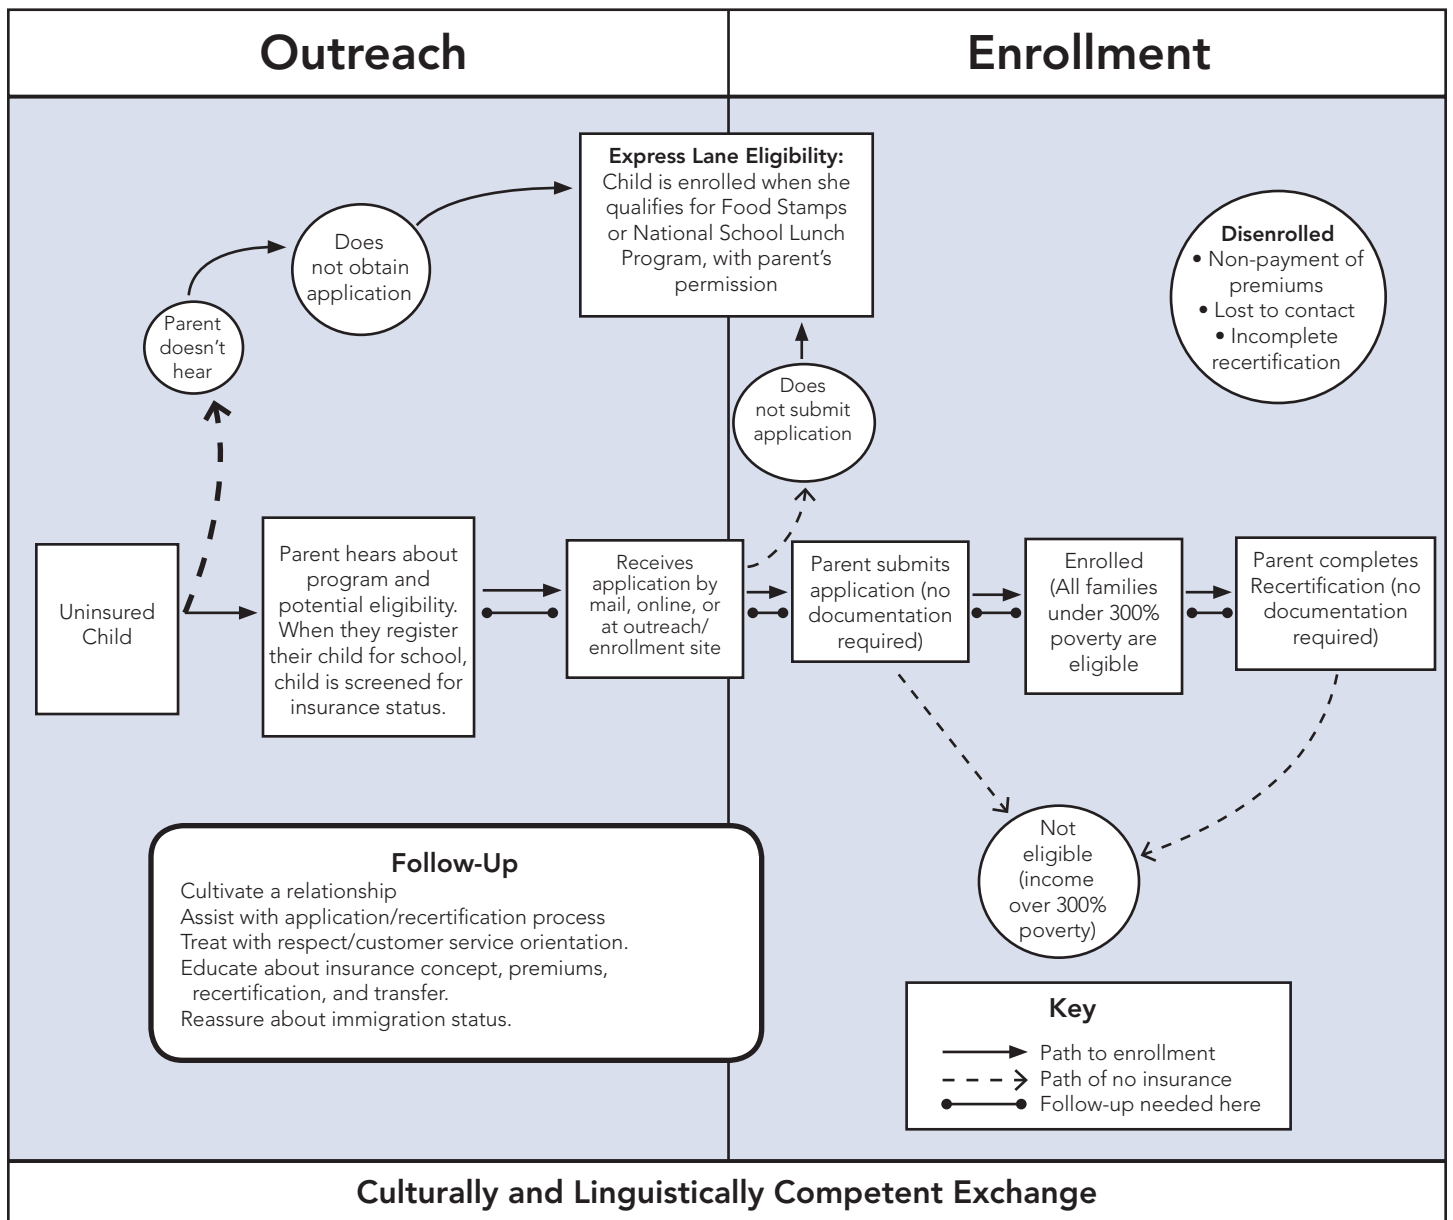 Outreach
Enrollment
Express Lane Eligibility:
Child is enrolled when she
qualifies for Food Stamps
or National School Lunch
Program, with parent's
permission
Does
not obtain
application
Parent
doesn't
hear
Disenrolled
• Non-payment of
premiums
• Lost to contact
• Incomplete
recertification
Does
not submit
application
Uninsured
Child
Parent hears about
program and
potential eligibility.
When they register
their child for school,
child is screened for
insurance status.
Receives
application by
mail, online, or
at outreach/
enrollment site
Parent submits
application (no
documentation
required)
Enrolled
(All families
under 300%
poverty are
eligible
Parent completes
Recertification (no
documentation
required)
Not
eligible
(income
over 300%
poverty)
Follow-Up
Cultivate a relationship
Assist with application/recertification process
Treat with respect/customer service orientation.
Educate about insurance concept, premiums,
recertification, and transfer.
Reassure about immigration status.
Key
Path to enrollment
Path of no insurance
Follow-up needed here
Culturally and Linguistically Competent Exchange